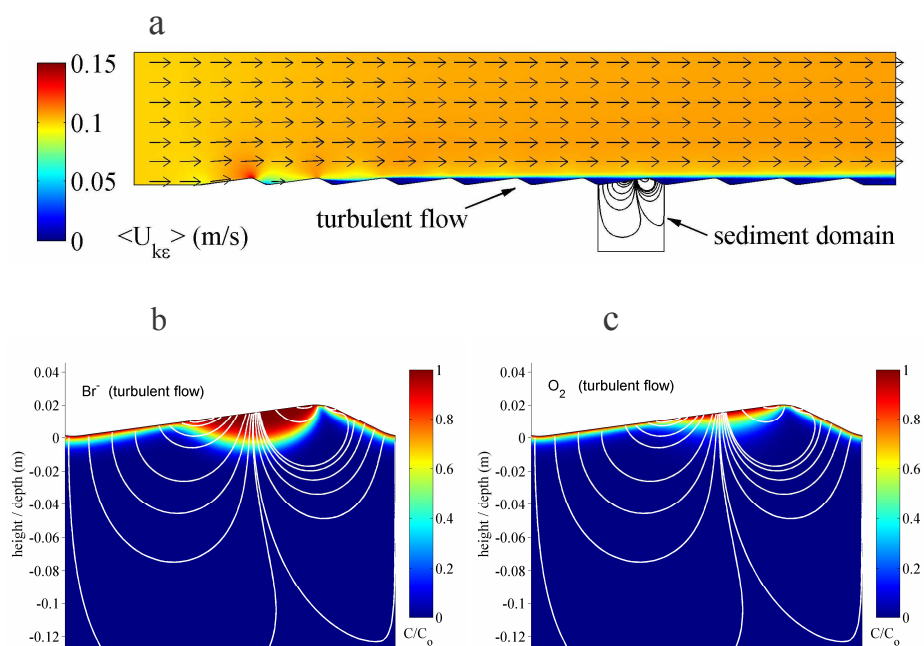 a
0.15
0.1
0.05
0
<U_kε> (m/s)
turbulent flow
sediment domain
b
0.04
0.02
0
-0.02
-0.04
-0.06
-0.08
-0.1
-0.12
height / depth (m)
Br⁻ (turbulent flow)
1
0.8
0.6
0.4
0.2
0
C/C_o
c
0.04
0.02
0
-0.02
-0.04
-0.06
-0.08
-0.1
-0.12
height / depth (m)
O₂ (turbulent flow)
1
0.8
0.6
0.4
0.2
0
C/C_o